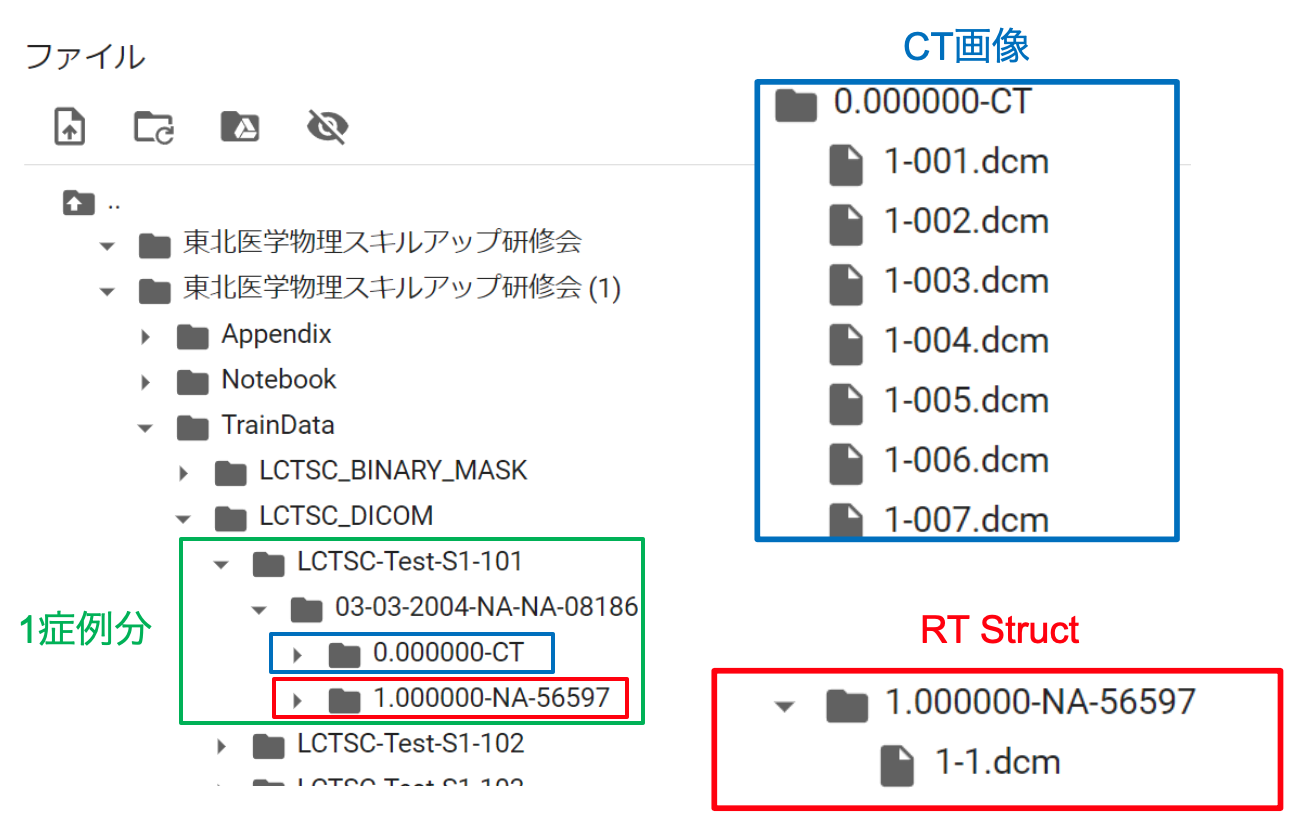 ファイル
..
東北医学物理スキルアップ研修会
東北医学物理スキルアップ研修会 (1)
Appendix
Notebook
TrainData
LCTSC_BINARY_MASK
LCTSC_DICOM
LCTSC-Test-S1-101
03-03-2004-NA-NA-08186
0.000000-CT
1.000000-NA-56597
LCTSC-Test-S1-102
1症例分
CT画像
0.000000-CT
1-001.dcm
1-002.dcm
1-003.dcm
1-004.dcm
1-005.dcm
1-006.dcm
1-007.dcm
RT Struct
1.000000-NA-56597
1-1.dcm